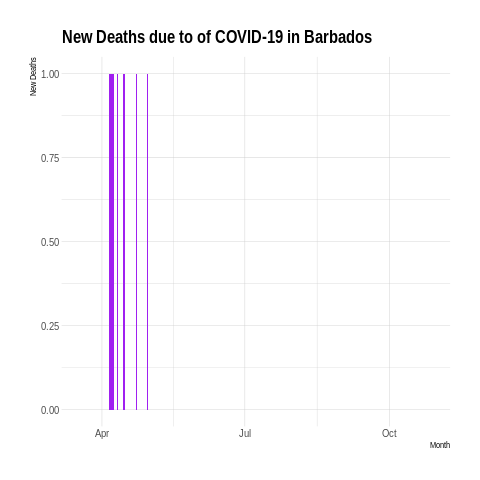 New Deaths due to of COVID-19 in Barbados
New Deaths
1.00
0.75
0.50
0.25
0.00
Apr Jul Oct
Month